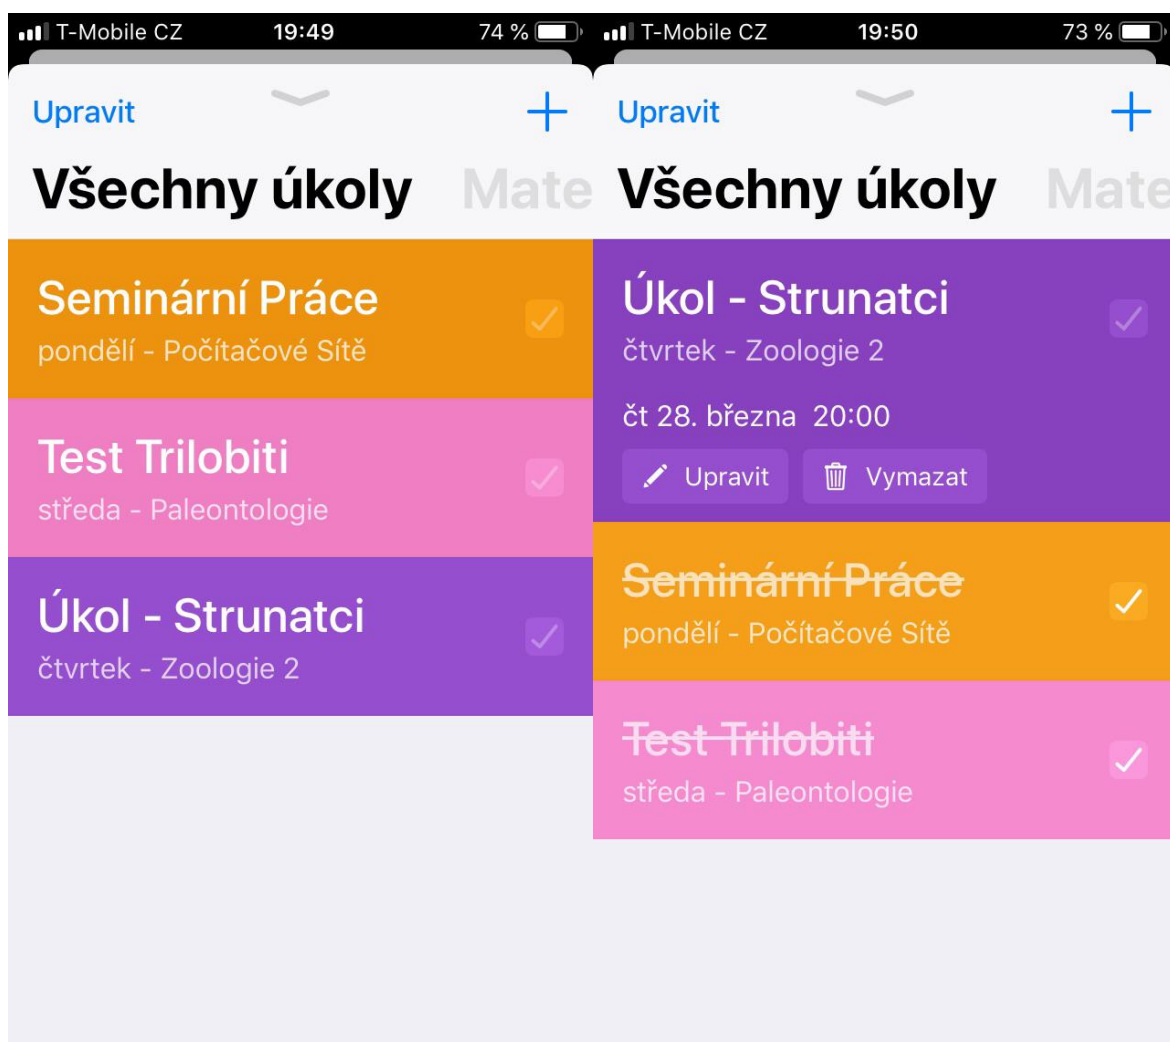 T-Mobile CZ 19:49 74 %
Upravit
Všechny úkoly Mate
Seminární Práce
pondělí - Počítačové Sítě
Test Trilobiti
středa - Paleontologie
Úkol - Strunatci
čtvrtek - Zoologie 2
T-Mobile CZ 19:50 73 %
Upravit
Všechny úkoly Mate
Úkol - Strunatci
čtvrtek - Zoologie 2
čt 28. března 20:00
Upravit Vymazat
Seminární Práce
pondělí - Počítačové Sítě
Test Trilobiti
středa - Paleontologie